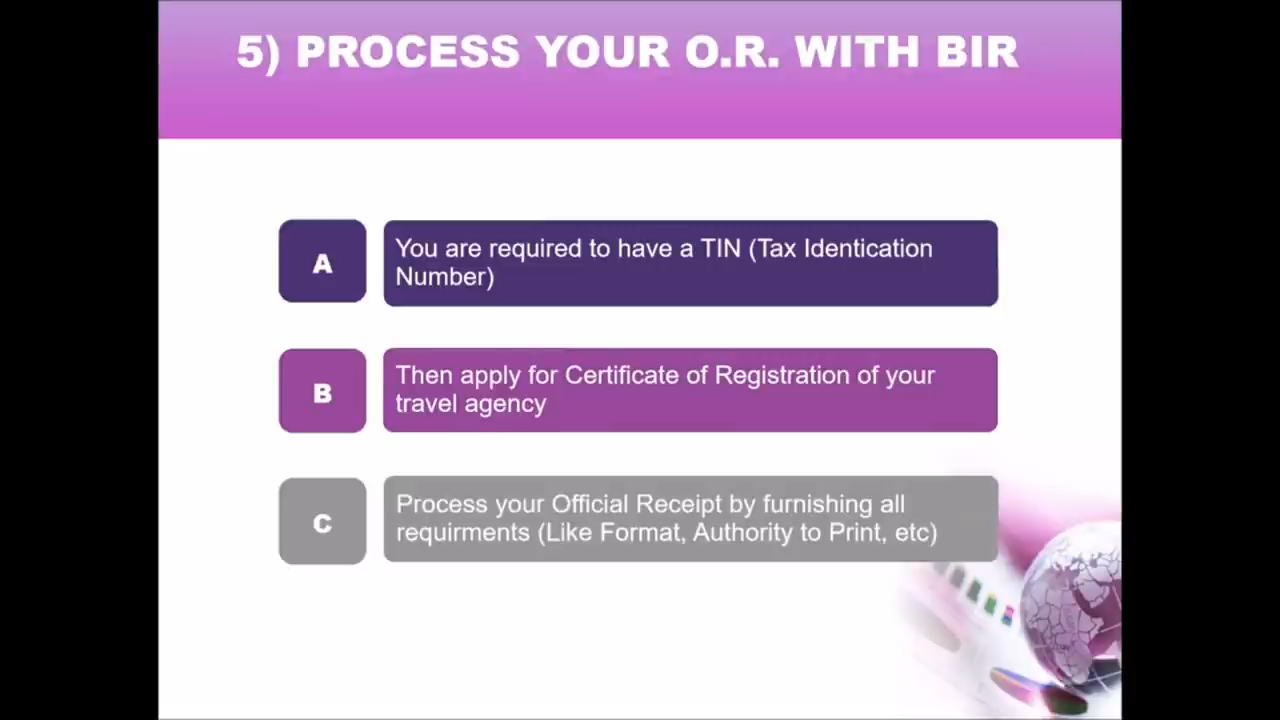 5) PROCESS YOUR O.R. WITH BIR
A
You are required to have a TIN (Tax Identication
Number)
B
Then apply for Certificate of Registration of your
travel agency
C
Process your Official Receipt by furnishing all
requirments (Like Format, Authority to Print, etc)